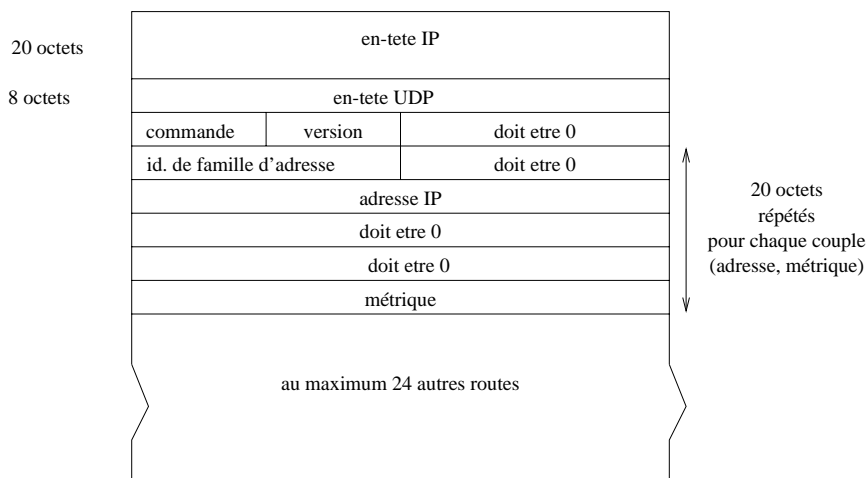 en-tete IP
20 octets
8 octets
en-tete UDP
commande
version
doit etre 0
id. de famille d'adresse
doit etre 0
adresse IP
doit etre 0
doit etre 0
métrique
20 octets
répétés
pour chaque couple
(adresse, métrique)
au maximum 24 autres routes